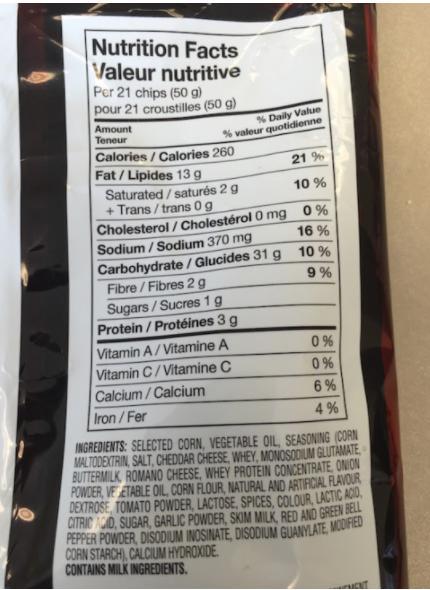 Nutrition Facts
Valeur nutritive
Per 21 chips (50 g)
pour 21 croustilles (50 g)
Amount % Daily Value
Teneur % valeur quotidienne
Calories / Calories 260
Fat / Lipides 13 g 21 %
Saturated / saturés 2 g 10 %
+ Trans / trans 0 g
Cholesterol / Cholestérol 0 mg 0 %
Sodium / Sodium 370 mg 16 %
Carbohydrate / Glucides 31 g 10 %
Fibre / Fibres 2 g 9 %
Sugars / Sucres 1 g
Protein / Protéines 3 g
Vitamin A / Vitamine A 0 %
Vitamin C / Vitamine C 0 %
Calcium / Calcium 6 %
Iron / Fer 4 %
INGREDIENTS: SELECTED CORN, VEGETABLE OIL, SEASONING (CORN
MALTODEXTRIN, SALT, CHEDDAR CHEESE, WHEY, MONOSODIUM GLUTAMATE,
BUTTERMILK, ROMANO CHEESE, WHEY PROTEIN CONCENTRATE, ONION
POWDER, VEGETABLE OIL, CORN FLOUR, NATURAL AND ARTIFICIAL FLAVOUR,
DEXTROSE, TOMATO POWDER, LACTOSE, SPICES, COLOUR, LACTIC ACID,
CITRIC ACID, SUGAR, GARLIC POWDER, SKIM MILK, RED AND GREEN BELL
PEPPER POWDER, DISODIUM INOSINATE, DISODIUM GUANYLATE, MODIFIED
CORN STARCH), CALCIUM HYDROXIDE.
CONTAINS MILK INGREDIENTS.